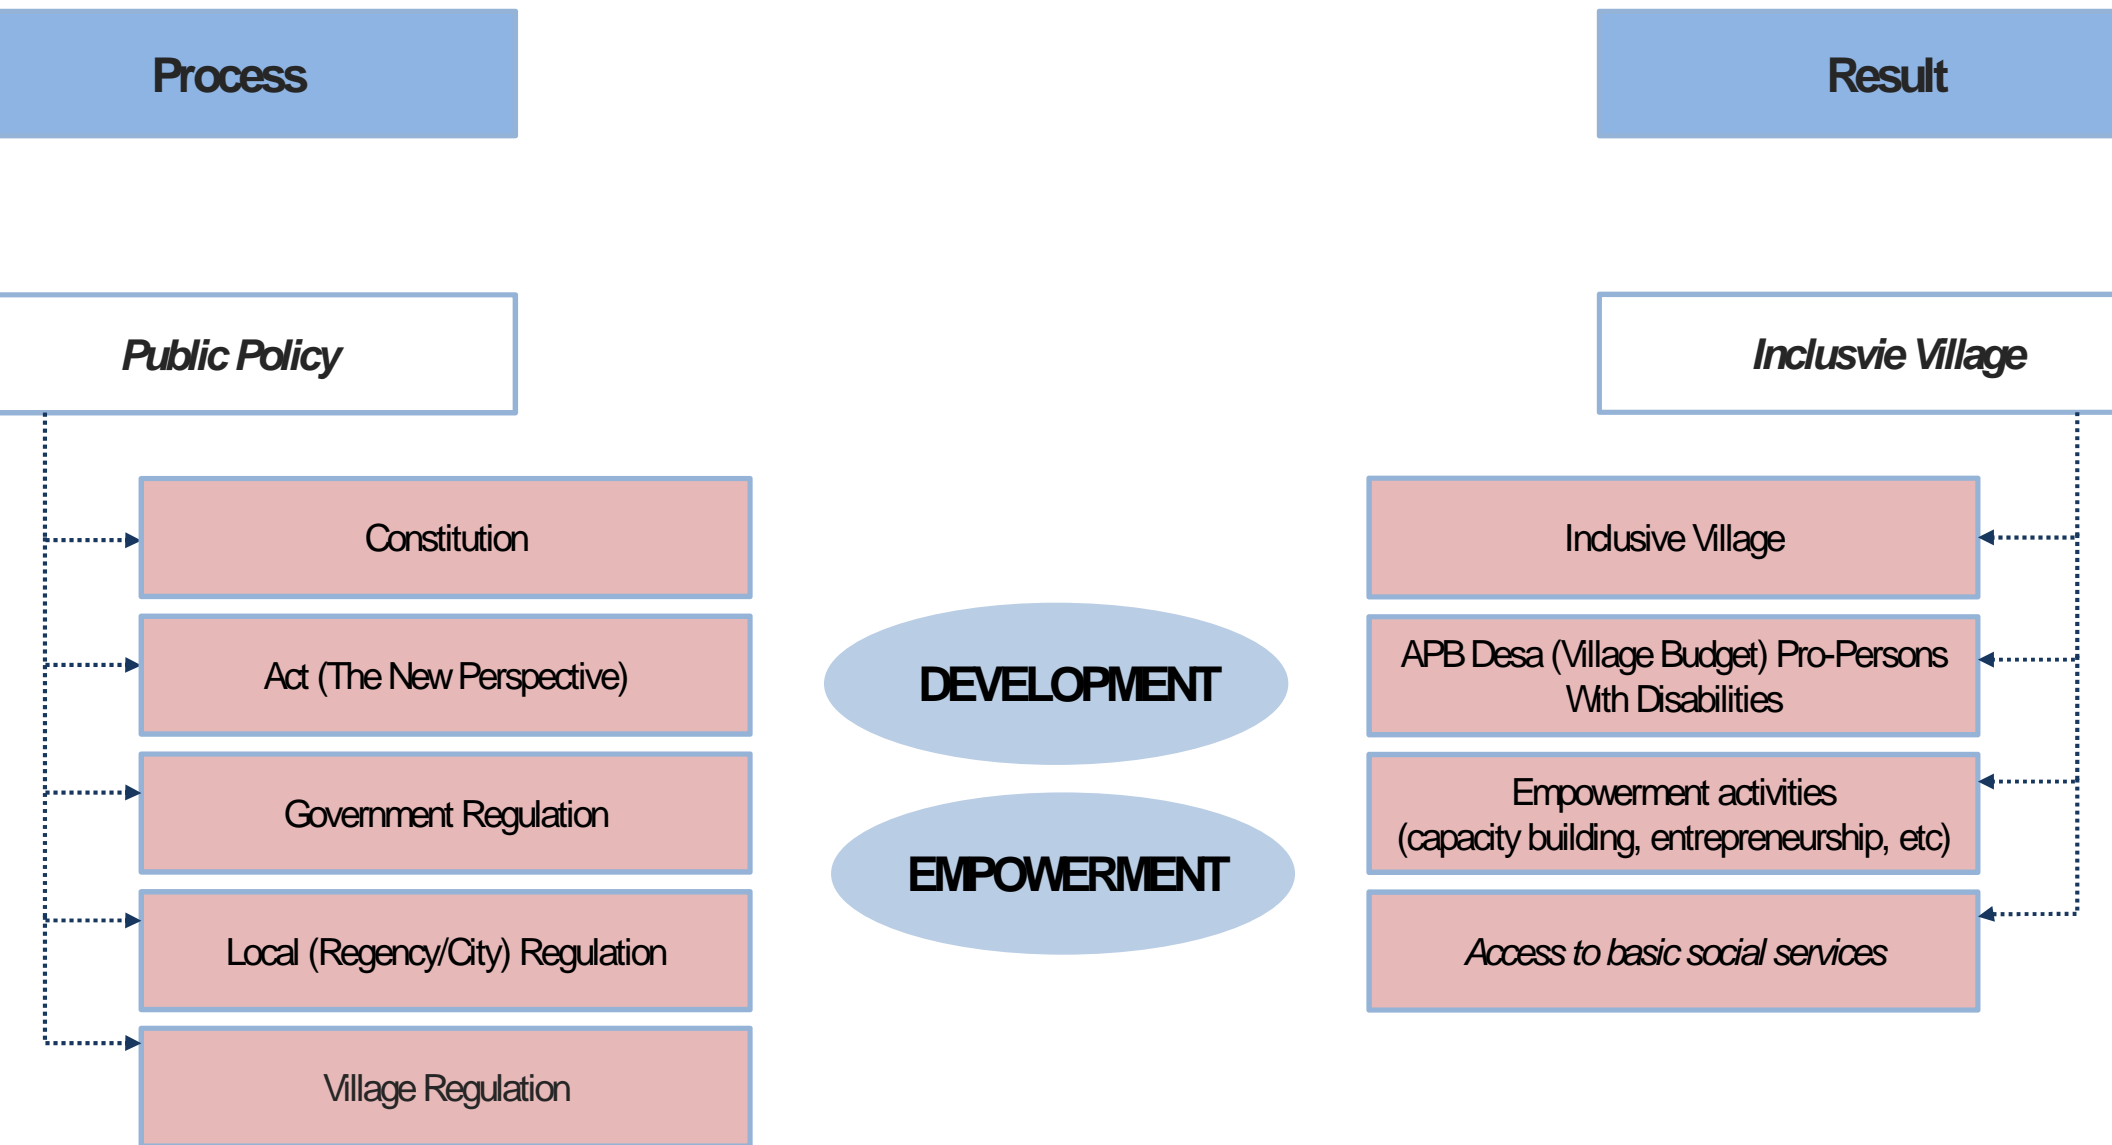 Process
Result
Public Policy
Inclusvie Village
Constitution
Act (The New Perspective)
Government Regulation
Local (Regency/City) Regulation
Village Regulation
DEVELOPMENT
EMPOWERMENT
Inclusive Village
APB Desa (Village Budget) Pro-Persons
With Disabilities
Empowerment activities
(capacity building, entrepreneurship, etc)
Access to basic social services